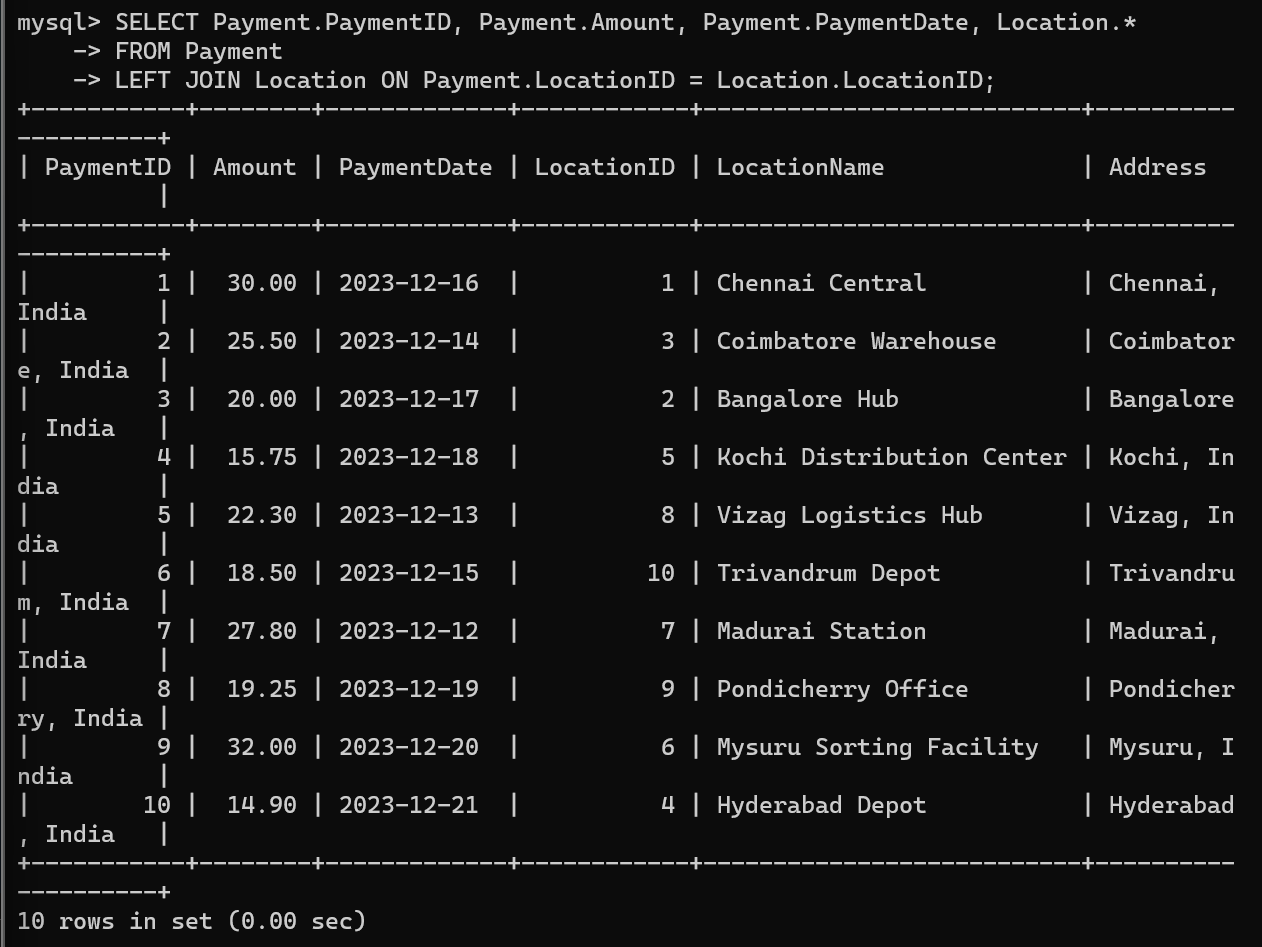 mysql> SELECT Payment.PaymentID, Payment.Amount, Payment.PaymentDate, Location.*
    -> FROM Payment
    -> LEFT JOIN Location ON Payment.LocationID = Location.LocationID;
+-----------+--------+-------------+------------+---------------------------+----------
----------+
| PaymentID | Amount | PaymentDate | LocationID | LocationName              | Address
          |
+-----------+--------+-------------+------------+---------------------------+----------
----------+
|         1 |  30.00 | 2023-12-16  |          1 | Chennai Central           | Chennai,
India     |
|         2 |  25.50 | 2023-12-14  |          3 | Coimbatore Warehouse      | Coimbator
e, India  |
|         3 |  20.00 | 2023-12-17  |          2 | Bangalore Hub             | Bangalore
, India   |
|         4 |  15.75 | 2023-12-18  |          5 | Kochi Distribution Center | Kochi, In
dia       |
|         5 |  22.30 | 2023-12-13  |          8 | Vizag Logistics Hub       | Vizag, In
dia       |
|         6 |  18.50 | 2023-12-15  |         10 | Trivandrum Depot          | Trivandru
m, India  |
|         7 |  27.80 | 2023-12-12  |          7 | Madurai Station           | Madurai,
India     |
|         8 |  19.25 | 2023-12-19  |          9 | Pondicherry Office        | Pondicher
ry, India |
|         9 |  32.00 | 2023-12-20  |          6 | Mysuru Sorting Facility   | Mysuru, I
ndia      |
|        10 |  14.90 | 2023-12-21  |          4 | Hyderabad Depot           | Hyderabad
, India   |
+-----------+--------+-------------+------------+---------------------------+----------
----------+
10 rows in set (0.00 sec)